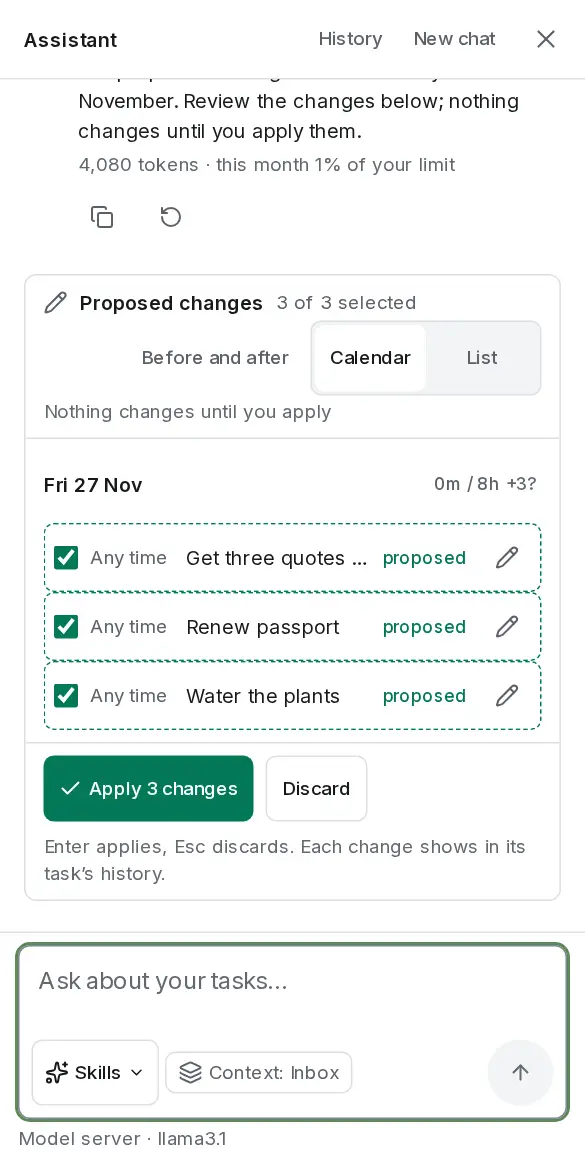 Assistant
History
New chat
November. Review the changes below; nothing
changes until you apply them.
4,080 tokens · this month 1% of your limit
Proposed changes 3 of 3 selected
Before and after
Calendar
List
Nothing changes until you apply
Fri 27 Nov
0m / 8h +3?
Any time Get three quotes ... proposed
Any time Renew passport proposed
Any time Water the plants proposed
Apply 3 changes
Discard
Enter applies, Esc discards. Each change shows in its
task’s history.
Ask about your tasks...
Skills
Context: Inbox
Model server · llama3.1